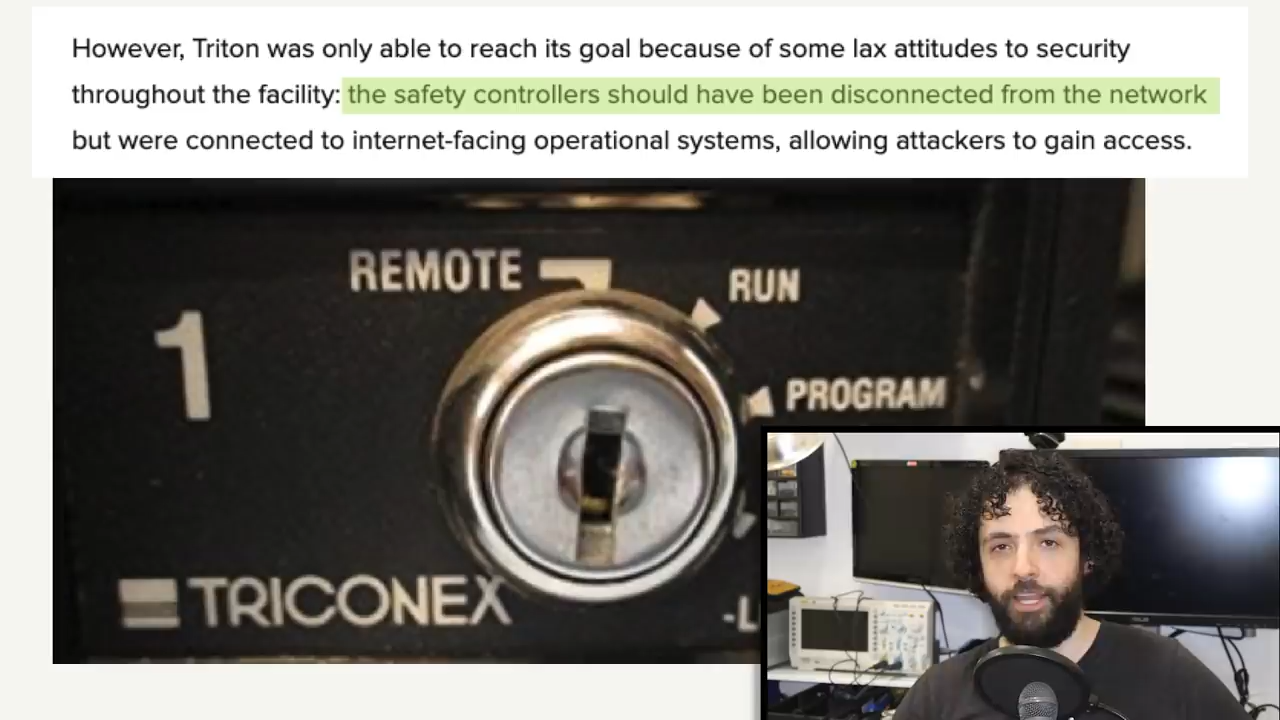 However, Triton was only able to reach its goal because of some lax attitudes to security
throughout the facility: the safety controllers should have been disconnected from the network
but were connected to internet-facing operational systems, allowing attackers to gain access.
REMOTE
RUN
1
PROGRAM
TRICONEX